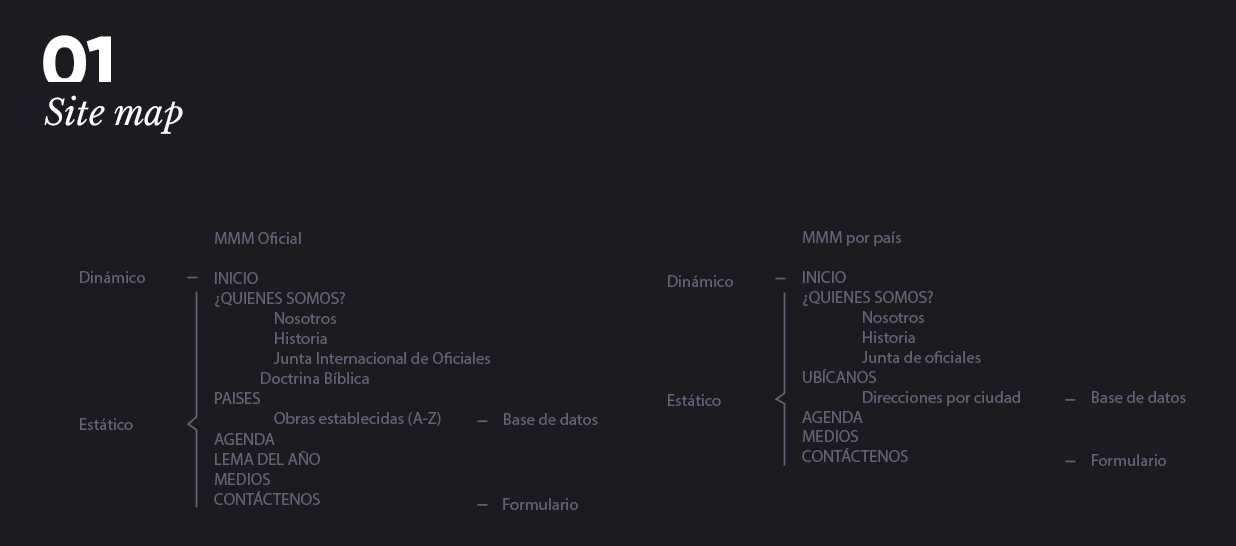 01
Site map
MMM Oficial
Dinámico – INICIO
¿QUIENES SOMOS?
Nosotros
Historia
Junta Internacional de Oficiales
Doctrina Bíblica
PAISES
Obras establecidas (A-Z) – Base de datos
Estático
AGENDA
LEMA DEL AÑO
MEDIOS
CONTÁCTENOS – Formulario
MMM por país
Dinámico – INICIO
¿QUIENES SOMOS?
Nosotros
Historia
Junta de oficiales
UBÍCANOS
Estático
Direcciones por ciudad – Base de datos
AGENDA
MEDIOS
CONTÁCTENOS – Formulario